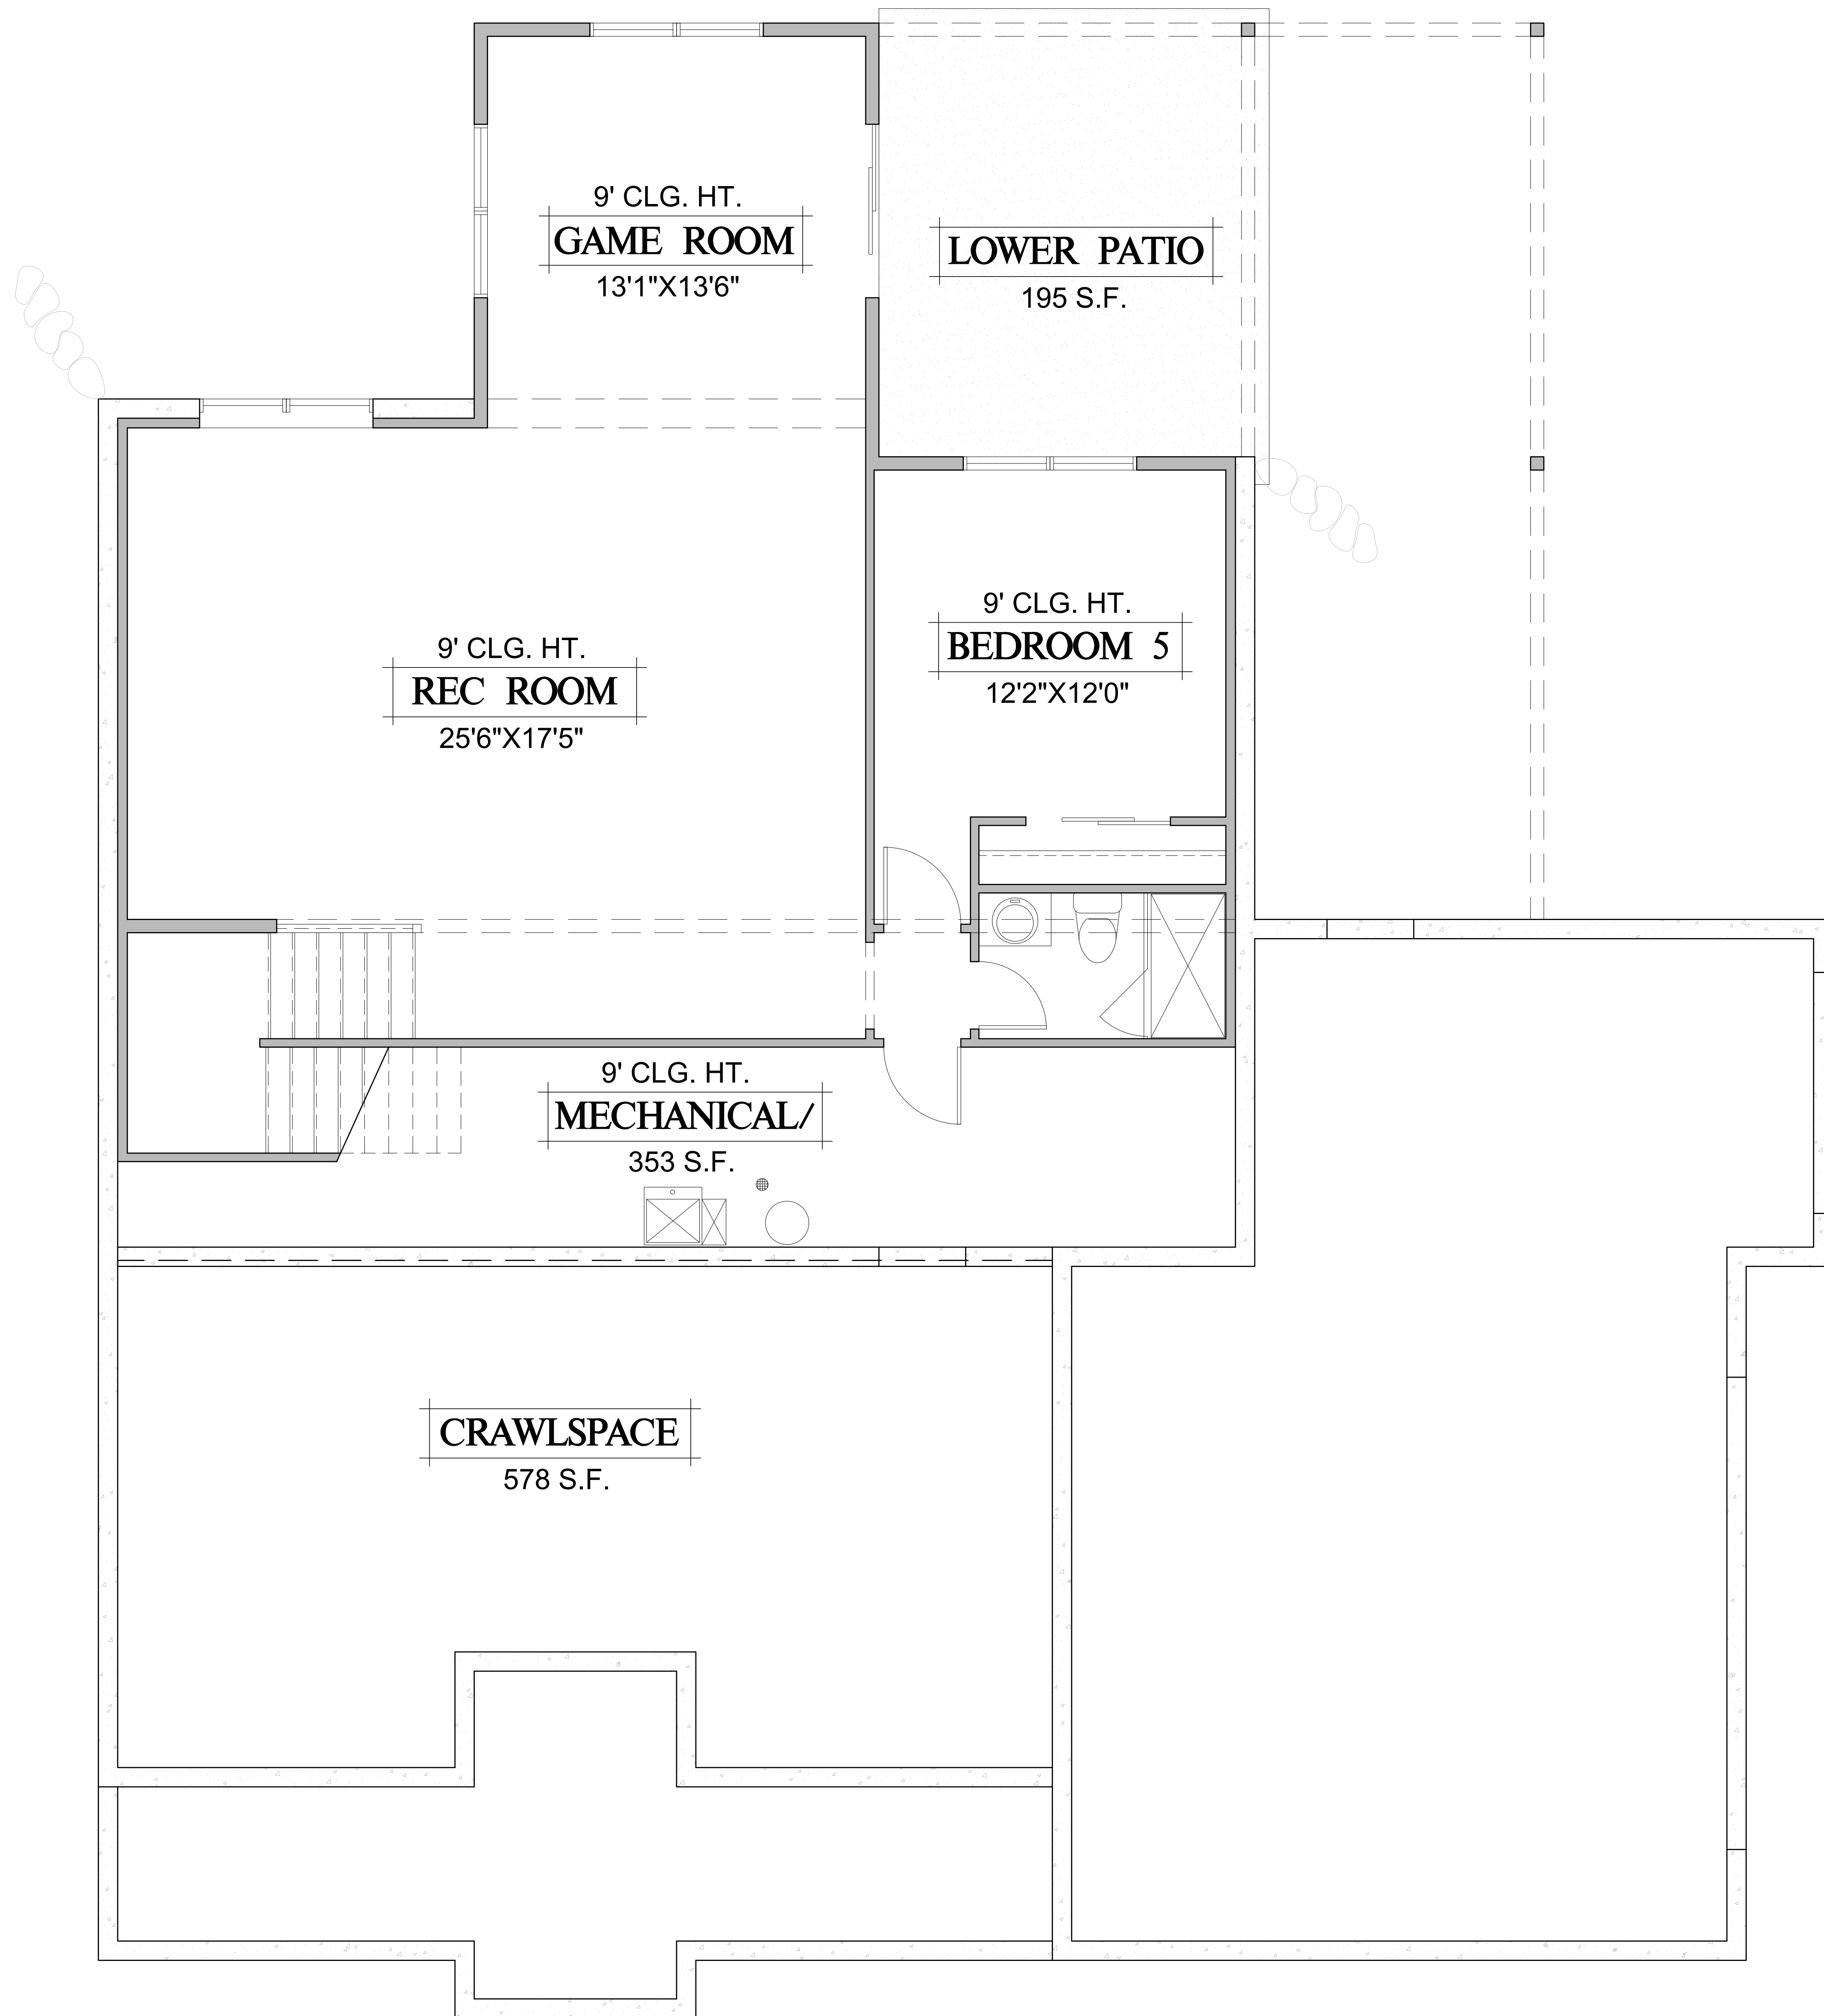 9' CLG. HT.
GAME ROOM
13'1"X13'6"
LOWER PATIO
195 S.F.
9' CLG. HT.
REC ROOM
25'6"X17'5"
9' CLG. HT.
BEDROOM 5
12'2"X12'0"
9' CLG. HT.
MECHANICAL/
353 S.F.
CRAWLSPACE
578 S.F.